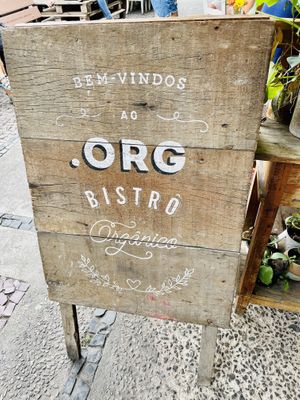 BEM-VINDOS
AO
.ORG
BISTRÔ
Orgânico